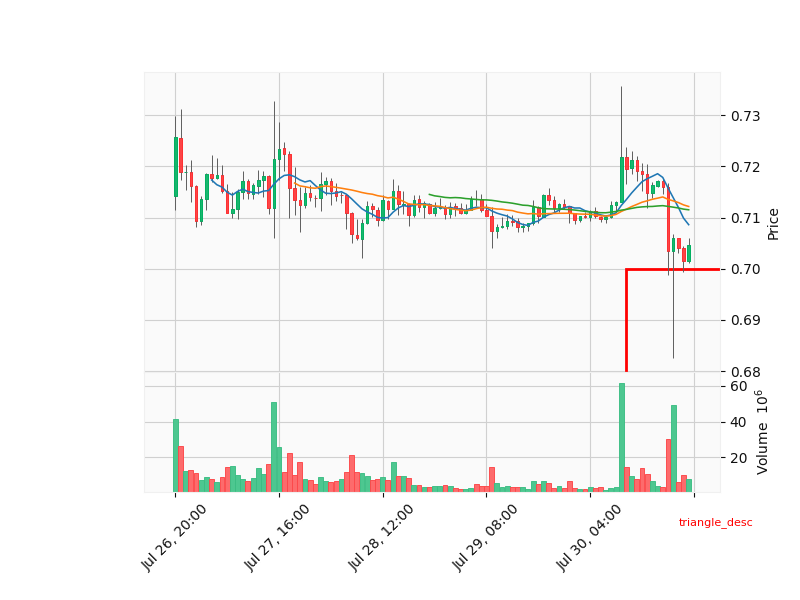 0.73
0.72
0.71
0.70
0.69
0.68
Price
60
40
20
Volume 10⁶
Jul 26, 20:00
Jul 27, 16:00
Jul 28, 12:00
Jul 29, 08:00
Jul 30, 04:00
triangle_desc